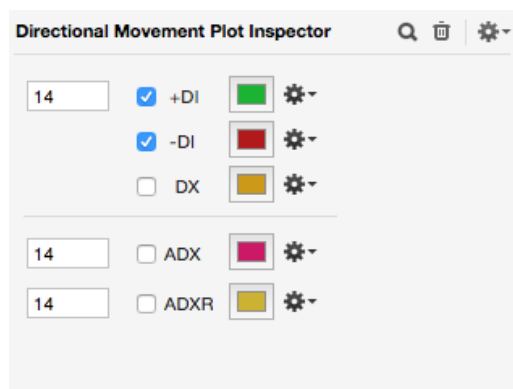 Directional Movement Plot Inspector
14 +DI
-DI
DX
14 ADX
14 ADXR